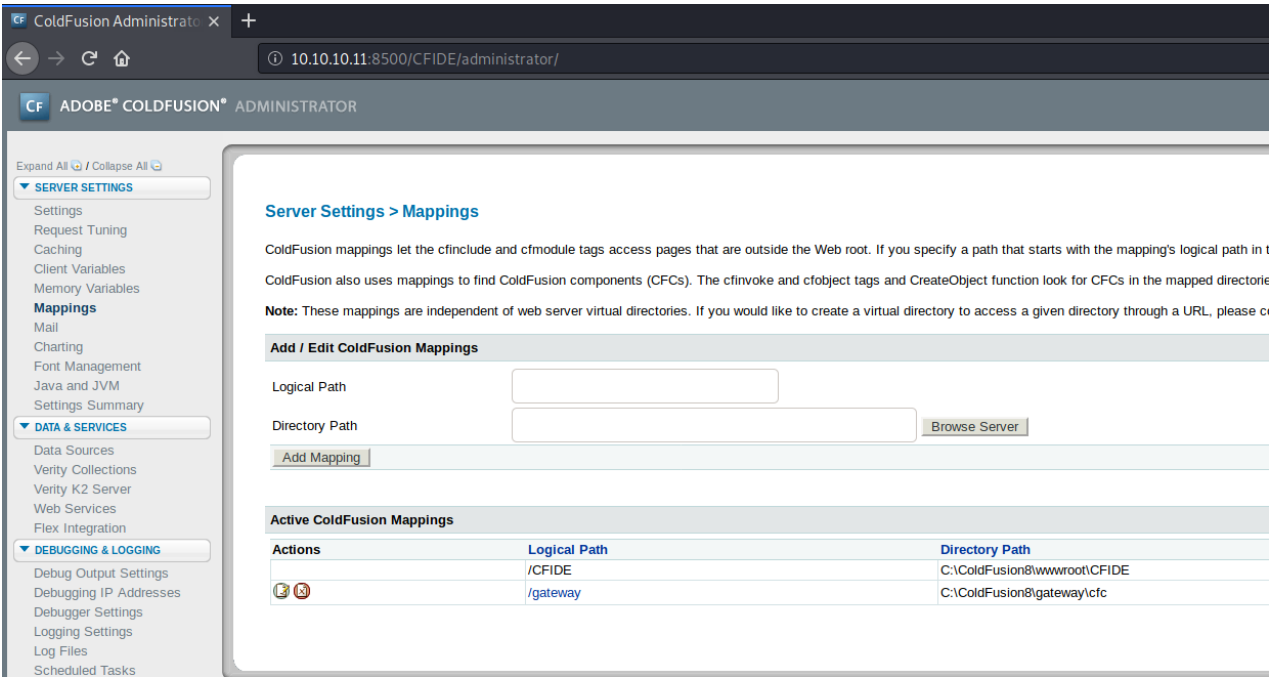 CF ColdFusion Administrato
10.10.10.11:8500/CFIDE/administrator/
CF ADOBE® COLDFUSION® ADMINISTRATOR
Expand All / Collapse All
SERVER SETTINGS
Settings
Request Tuning
Caching
Client Variables
Memory Variables
Mappings
Mail
Charting
Font Management
Java and JVM
Settings Summary
DATA & SERVICES
Data Sources
Verity Collections
Verity K2 Server
Web Services
Flex Integration
DEBUGGING & LOGGING
Debug Output Settings
Debugging IP Addresses
Debugger Settings
Logging Settings
Log Files
Scheduled Tasks
Server Settings > Mappings
ColdFusion mappings let the cfinclude and cfmodule tags access pages that are outside the Web root. If you specify a path that starts with the mapping's logical path in
ColdFusion also uses mappings to find ColdFusion components (CFCs). The cfinvoke and cfobject tags and CreateObject function look for CFCs in the mapped directorie
Note: These mappings are independent of web server virtual directories. If you would like to create a virtual directory to access a given directory through a URL, please
Add / Edit ColdFusion Mappings
Logical Path
Directory Path Browse Server
Add Mapping
Active ColdFusion Mappings
Actions Logical Path Directory Path
/CFIDE C:\ColdFusion8\wwwroot\CFIDE
/gateway C:\ColdFusion8\gateway\cfc